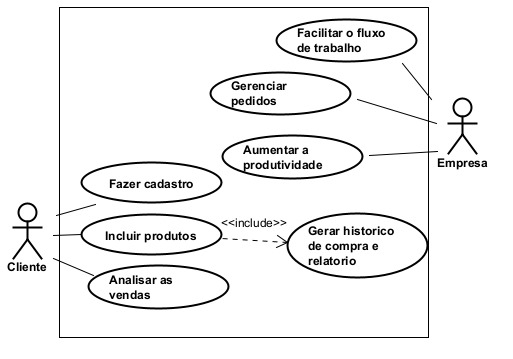 Facilitar o fluxo
de trabalho
Gerenciar
pedidos
Empresa
Aumentar a
produtividade
Fazer cadastro
Cliente
Incluir produtos
<<include>>
Gerar historico
de compra e
relatorio
Analisar as
vendas